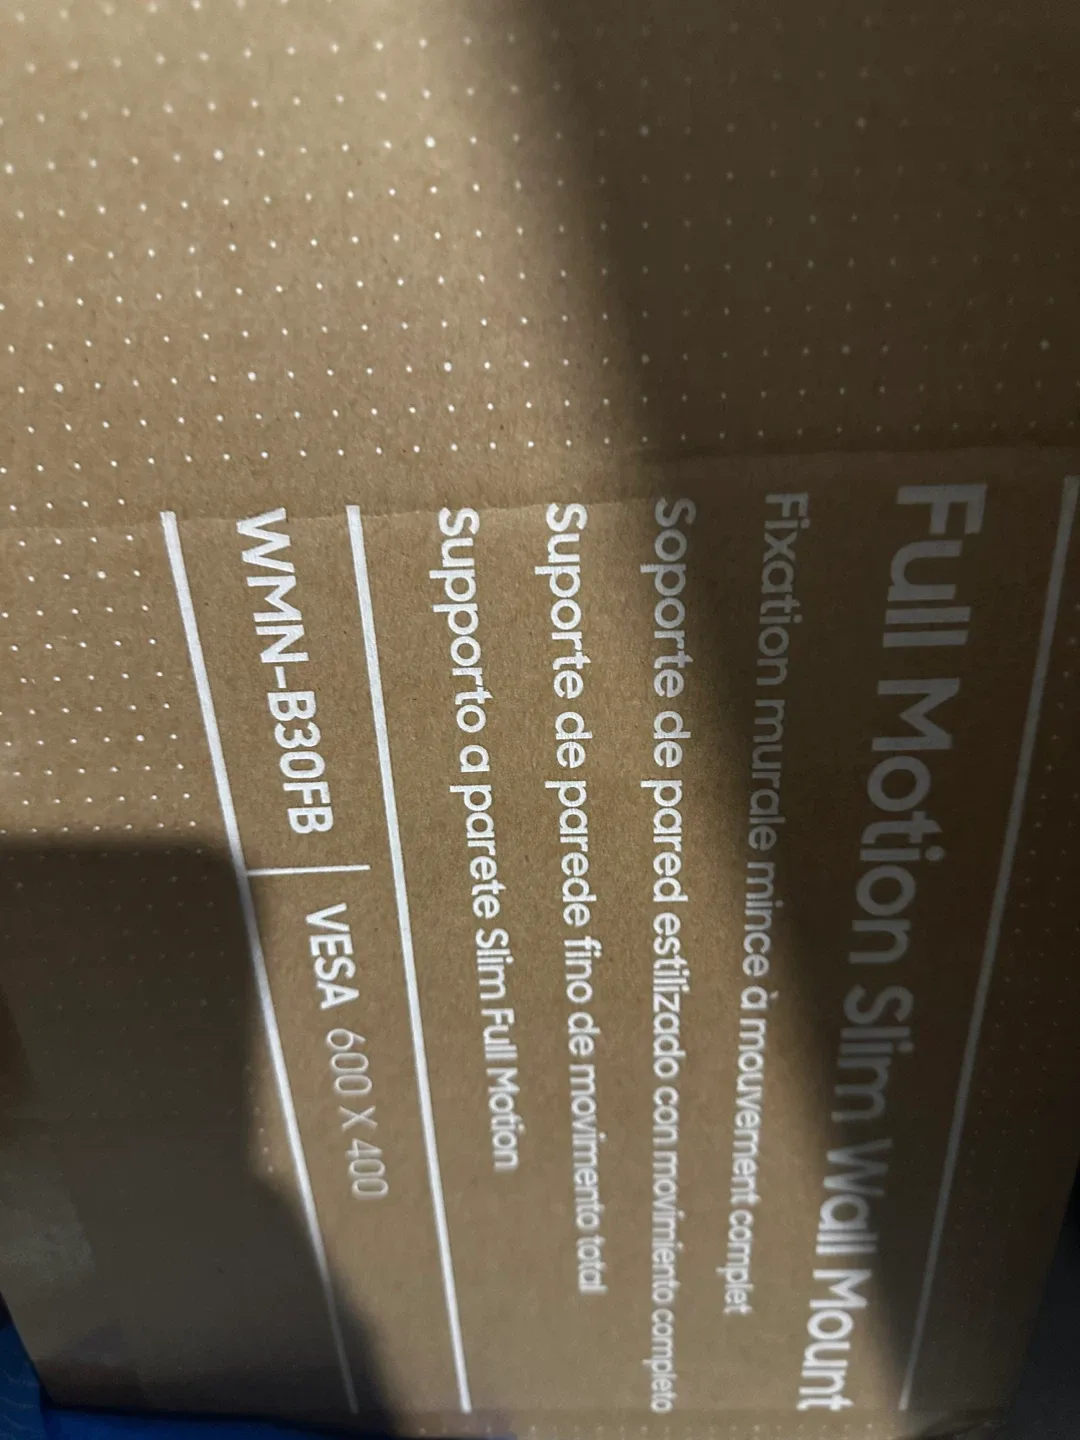 Full Motion Slim Wall Mount
Fixation murale mince à mouvement complet
Soporte de pared estilizado con movimiento completo
Suporte de parede fino de movimento total
Supporto a parete Slim Full Motion
WMN-B30FB | VESA 600 X 400